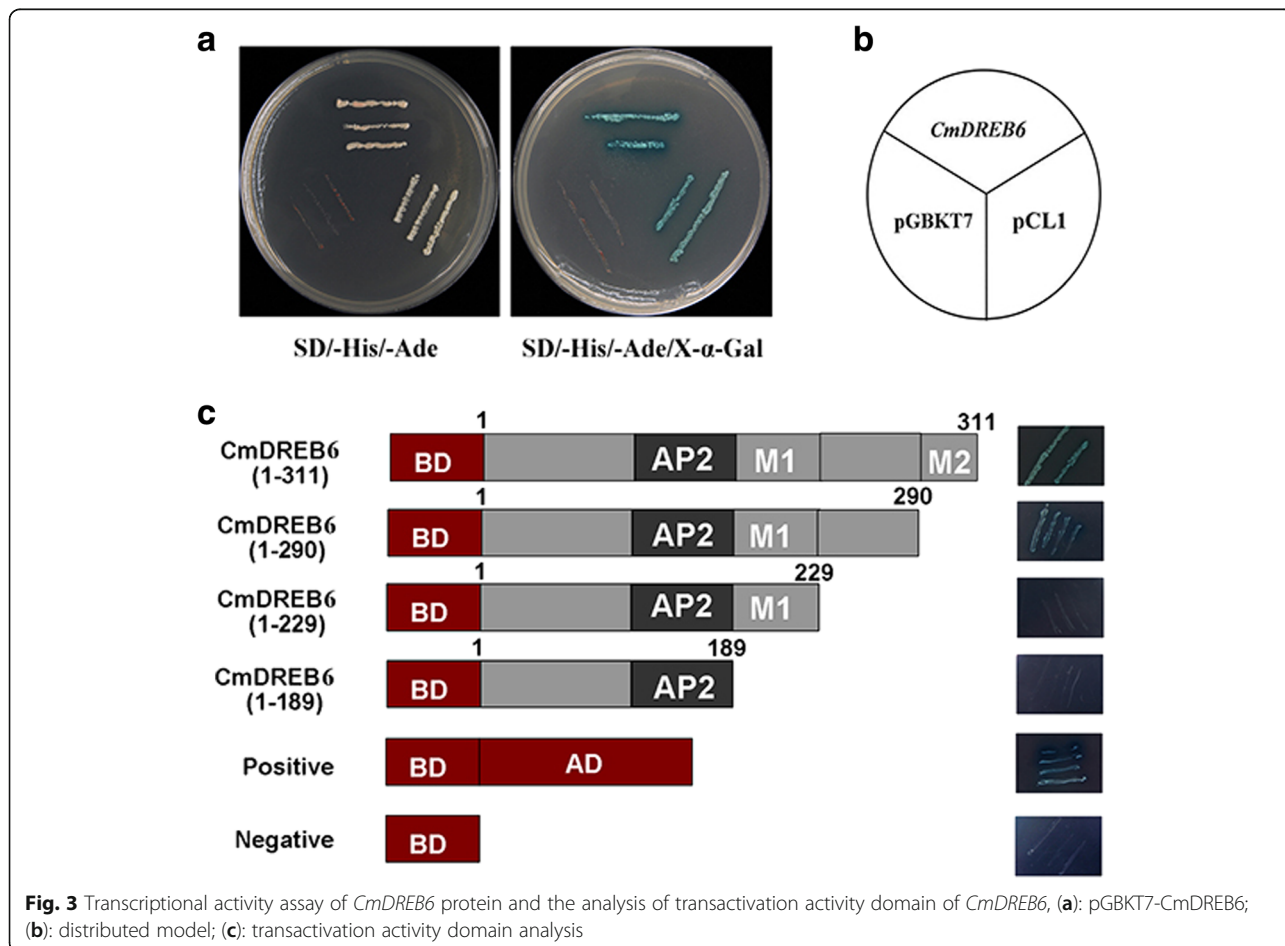 a
b
CmDREB6
pGBKT7
pCL1
SD/-His/-Ade
SD/-His/-Ade/X-α-Gal
c
1
311
CmDREB6
(1-311)
BD
AP2
M1
M2
1
290
CmDREB6
(1-290)
BD
AP2
M1
1
229
CmDREB6
(1-229)
BD
AP2
M1
1
189
CmDREB6
(1-189)
BD
AP2
Positive
BD
AD
Negative
BD
Fig. 3 Transcriptional activity assay of CmDREB6 protein and the analysis of transactivation activity domain of CmDREB6, (a): pGBKT7-CmDREB6;
(b): distributed model; (c): transactivation activity domain analysis